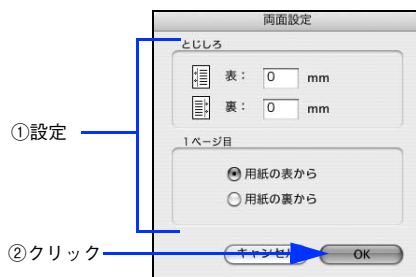 両面設定
とじしろ
表： 0 mm
裏： 0 mm
①設定
1ページ目
用紙の表から
用紙の裏から
②クリック
キャンセル OK